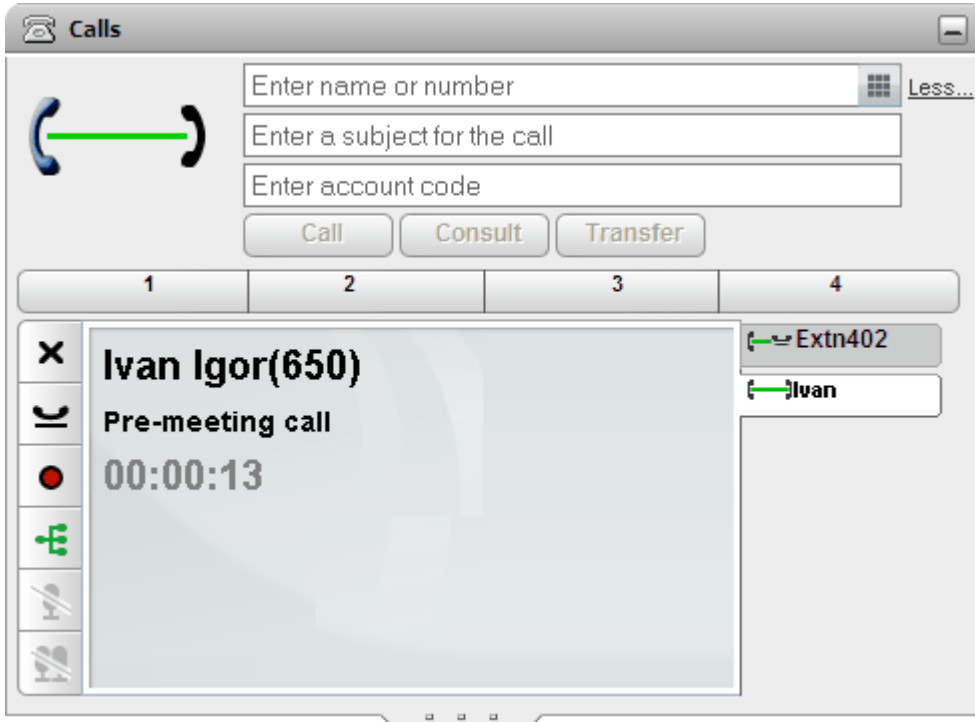 Calls
Enter name or number
Less...
Enter a subject for the call
Enter account code
Call Consult Transfer
1 2 3 4
Ivan Igor(650)
Pre-meeting call
00:00:13
Extn402
Ivan